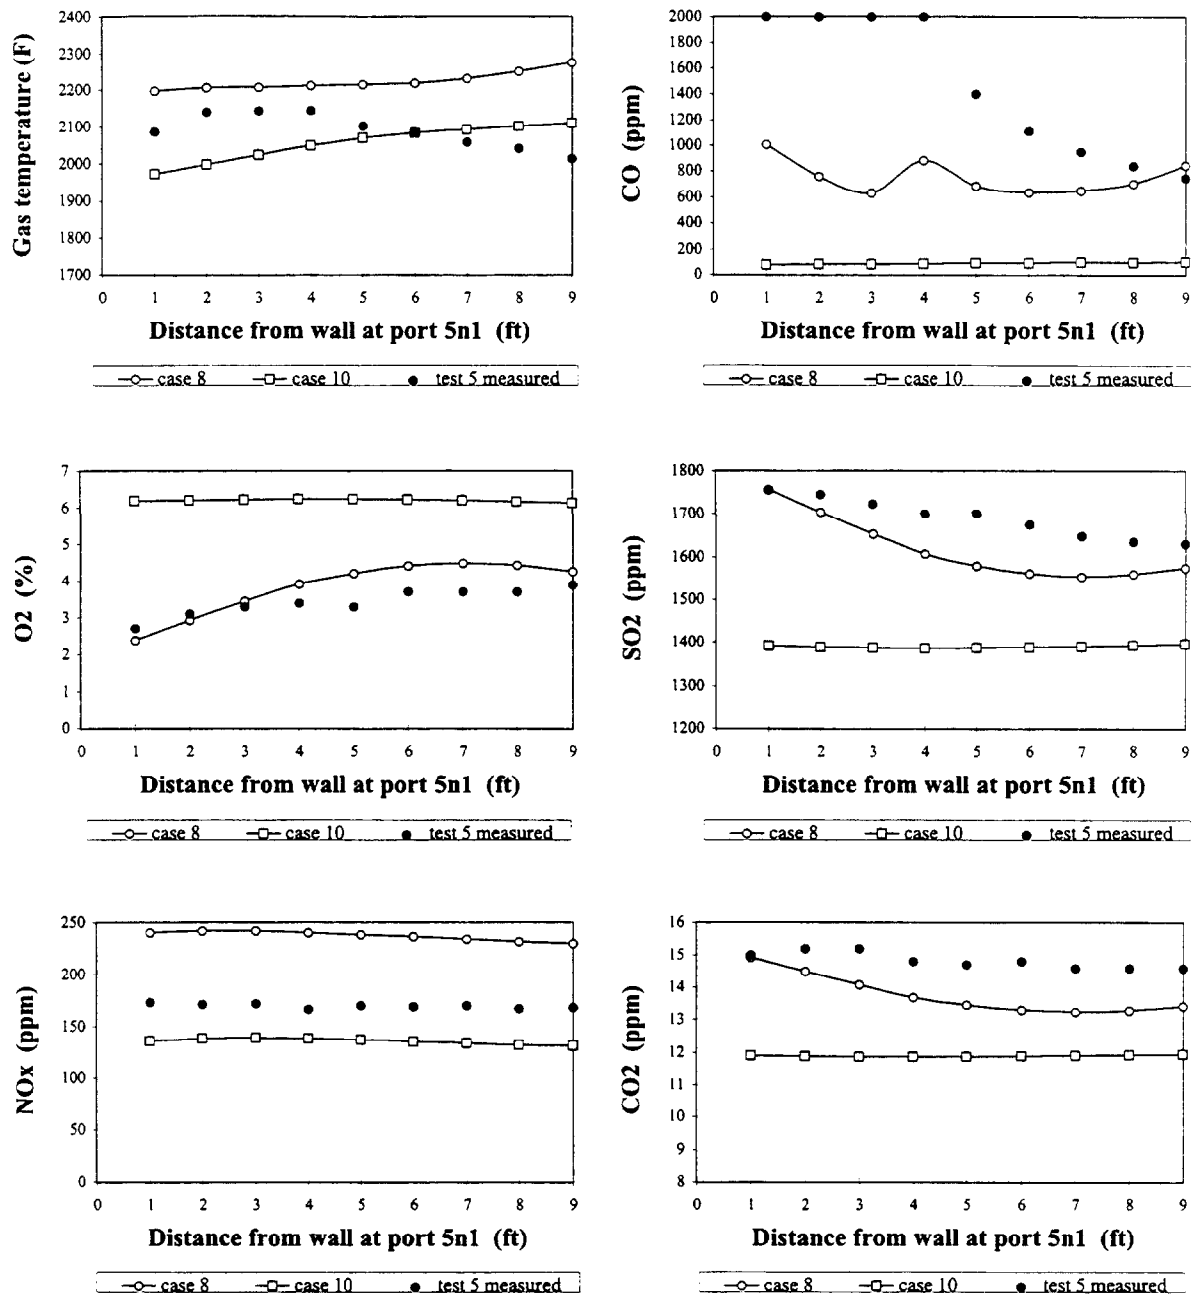 Gas temperature (F)
2400
2300
2200
2100
2000
1900
1800
1700
0 1 2 3 4 5 6 7 8 9
Distance from wall at port 5n1 (ft)
case 8 case 10 test 5 measured
CO (ppm)
2000
1800
1600
1400
1200
1000
800
600
400
200
0
0 1 2 3 4 5 6 7 8 9
Distance from wall at port 5n1 (ft)
case 8 case 10 test 5 measured
O2 (%)
7
6
5
4
3
2
1
0
0 1 2 3 4 5 6 7 8 9
Distance from wall at port 5n1 (ft)
case 8 case 10 test 5 measured
SO2 (ppm)
1800
1700
1600
1500
1400
1300
1200
0 1 2 3 4 5 6 7 8 9
Distance from wall at port 5n1 (ft)
case 8 case 10 test 5 measured
NOx (ppm)
250
200
150
100
50
0
0 1 2 3 4 5 6 7 8 9
Distance from wall at port 5n1 (ft)
case 8 case 10 test 5 measured
CO2 (ppm)
16
15
14
13
12
11
10
9
8
0 1 2 3 4 5 6 7 8 9
Distance from wall at port 5n1 (ft)
case 8 case 10 test 5 measured